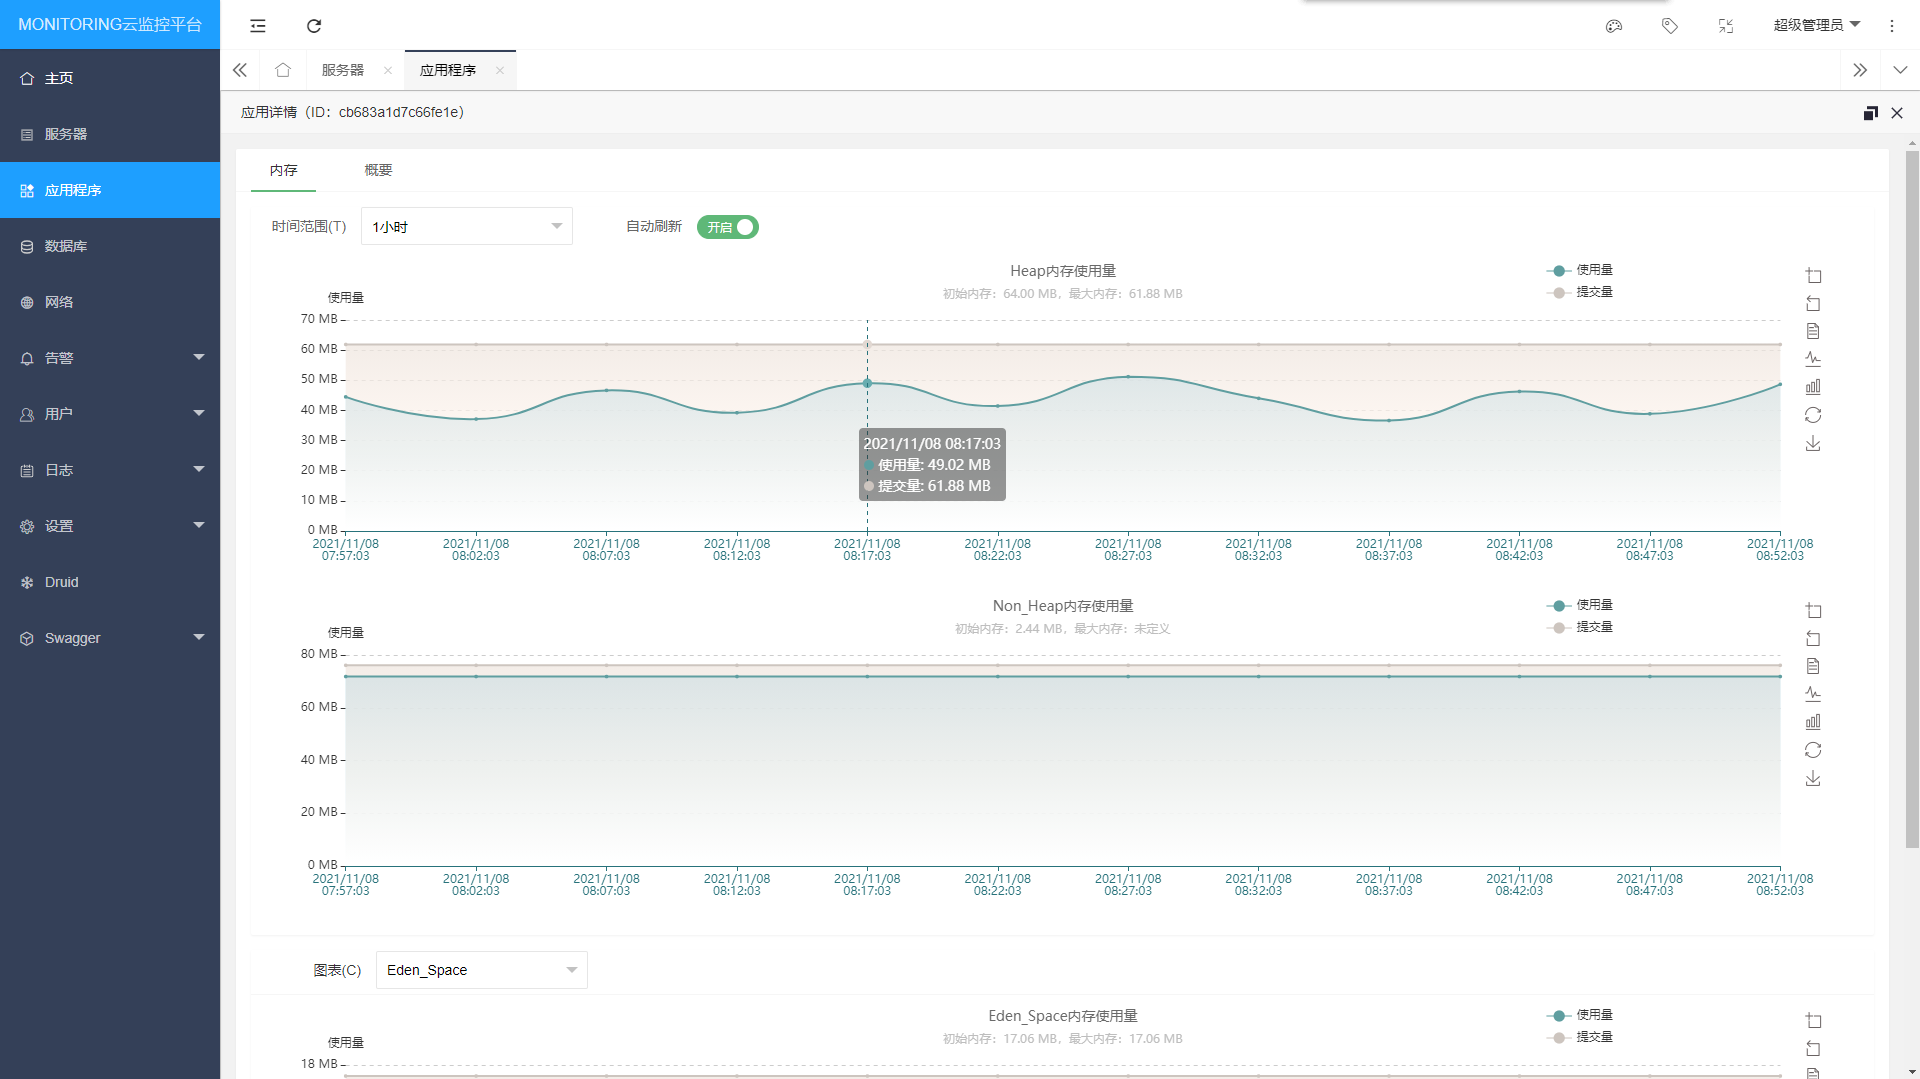 MONITORING云监控平台
超级管理员
主页
服务器
应用程序
数据库
网络
告警
用户
日志
设置
Druid
Swagger
服务器
应用程序
应用详情（ID：cb683a1d7c66fe1e）
内存
概要
时间范围(T)
1小时
自动刷新
开启
Heap内存使用量
初始内存：64.00 MB，最大内存：61.88 MB
使用量
提交量
使用量
70 MB
60 MB
50 MB
40 MB
30 MB
20 MB
10 MB
0 MB
2021/11/08 08:17:03
使用量: 49.02 MB
提交量: 61.88 MB
2021/11/08 2021/11/08 2021/11/08 2021/11/08 2021/11/08 2021/11/08 2021/11/08 2021/11/08 2021/11/08 2021/11/08 2021/11/08 2021/11/08
07:57:03 08:02:03 08:07:03 08:12:03 08:17:03 08:22:03 08:27:03 08:32:03 08:37:03 08:42:03 08:47:03 08:52:03
Non_Heap内存使用量
初始内存：2.44 MB，最大内存：未定义
使用量
提交量
使用量
80 MB
60 MB
40 MB
20 MB
0 MB
2021/11/08 2021/11/08 2021/11/08 2021/11/08 2021/11/08 2021/11/08 2021/11/08 2021/11/08 2021/11/08 2021/11/08 2021/11/08 2021/11/08
07:57:03 08:02:03 08:07:03 08:12:03 08:17:03 08:22:03 08:27:03 08:32:03 08:37:03 08:42:03 08:47:03 08:52:03
图表(C)
Eden_Space
Eden_Space内存使用量
初始内存：17.06 MB，最大内存：17.06 MB
使用量
提交量
使用量
18 MB